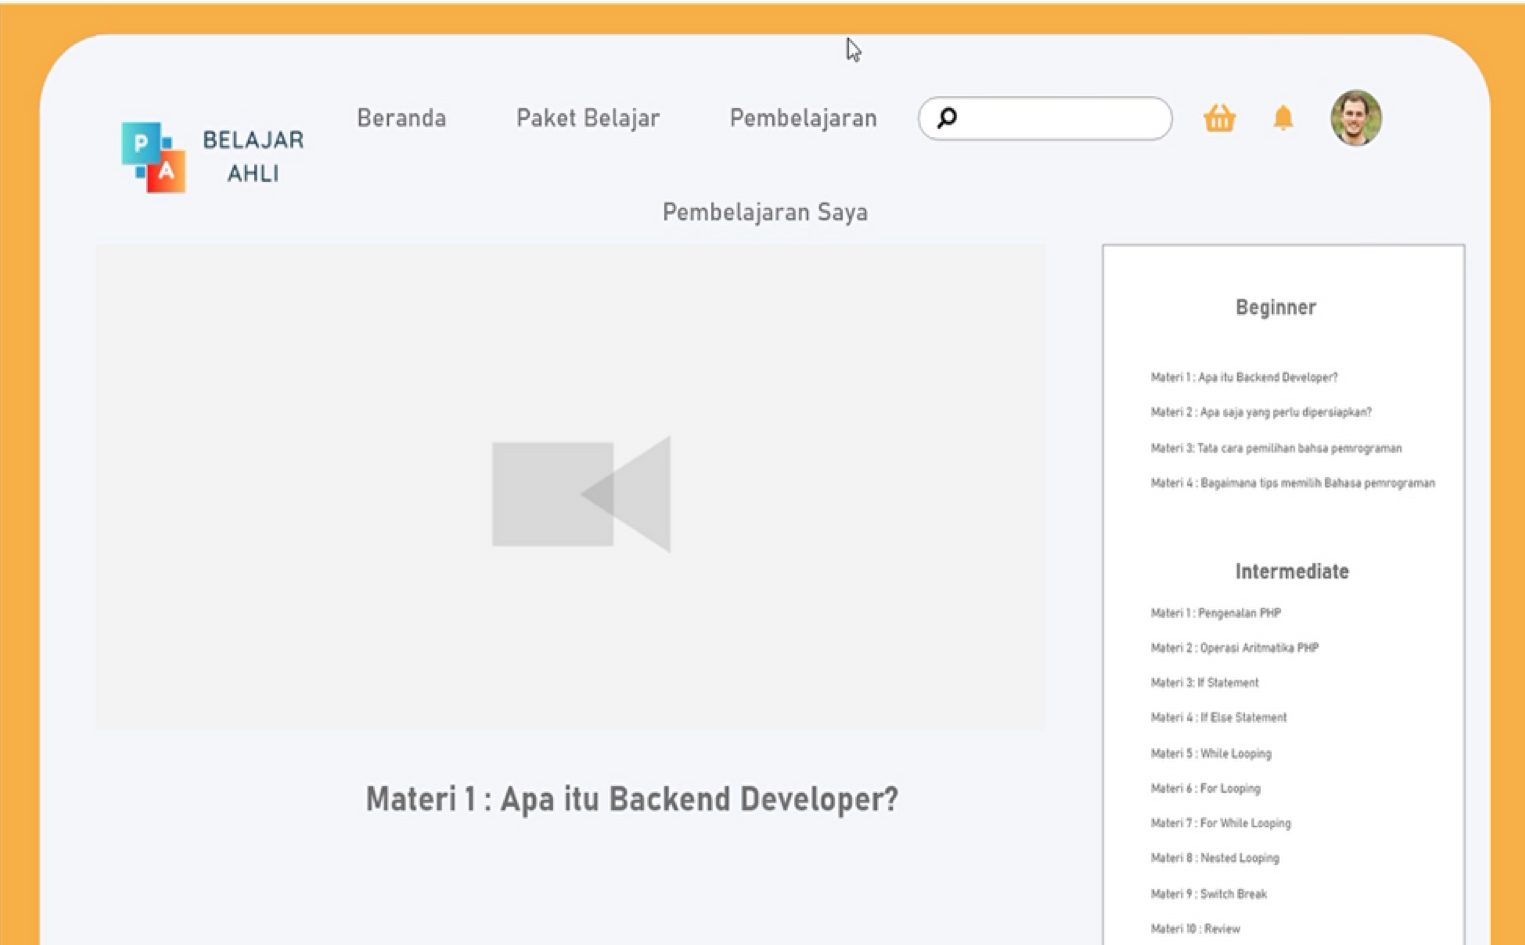 P
A
BELAJAR
AHLI
Beranda
Paket Belajar
Pembelajaran
Pembelajaran Saya
Materi 1 : Apa itu Backend Developer?
Beginner
Materi 1 : Apa itu Backend Developer?
Materi 2 : Apa saja yang perlu dipersiapkan?
Materi 3: Tata cara pemilihan bahsa pemrograman
Materi 4 : Bagaimana tips memilih Bahasa pemrograman
Intermediate
Materi 1 : Pengenalan PHP
Materi 2 : Operasi Aritmatika PHP
Materi 3: If Statement
Materi 4 : If Else Statement
Materi 5 : While Looping
Materi 6 : For Looping
Materi 7 : For While Looping
Materi 8 : Nested Looping
Materi 9 : Switch Break
Materi 10 : Review